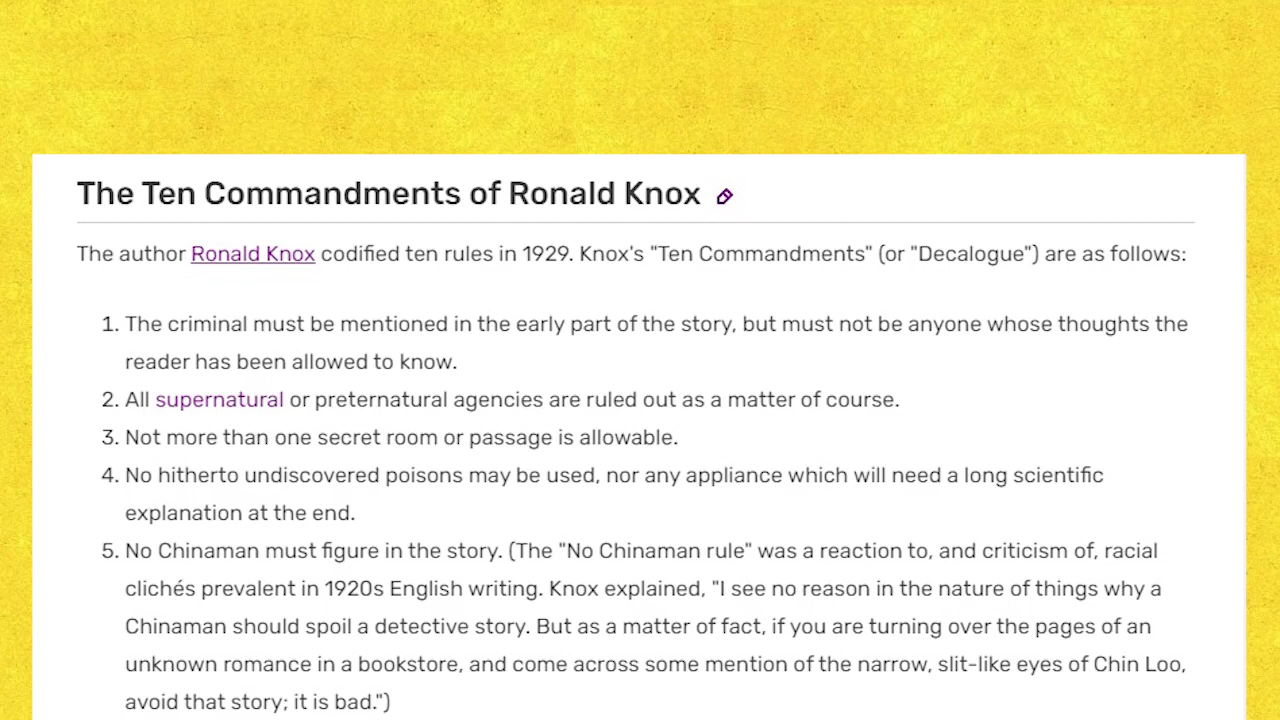 The Ten Commandments of Ronald Knox
The author Ronald Knox codified ten rules in 1929. Knox's "Ten Commandments" (or "Decalogue") are as follows:
1. The criminal must be mentioned in the early part of the story, but must not be anyone whose thoughts the
reader has been allowed to know.
2. All supernatural or preternatural agencies are ruled out as a matter of course.
3. Not more than one secret room or passage is allowable.
4. No hitherto undiscovered poisons may be used, nor any appliance which will need a long scientific
explanation at the end.
5. No Chinaman must figure in the story. (The "No Chinaman rule" was a reaction to, and criticism of, racial
clichés prevalent in 1920s English writing. Knox explained, "I see no reason in the nature of things why a
Chinaman should spoil a detective story. But as a matter of fact, if you are turning over the pages of an
unknown romance in a bookstore, and come across some mention of the narrow, slit-like eyes of Chin Loo,
avoid that story; it is bad.")